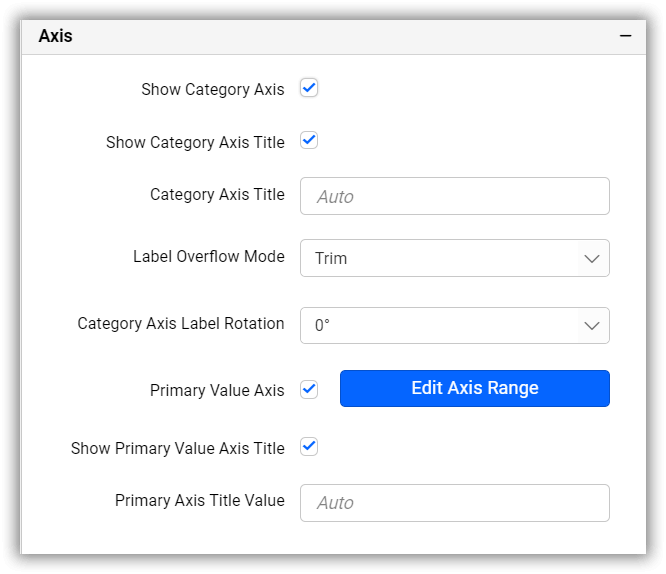 Axis
Show Category Axis
Show Category Axis Title
Category Axis Title Auto
Label Overflow Mode Trim
Category Axis Label Rotation 0°
Primary Value Axis Edit Axis Range
Show Primary Value Axis Title
Primary Axis Title Value Auto